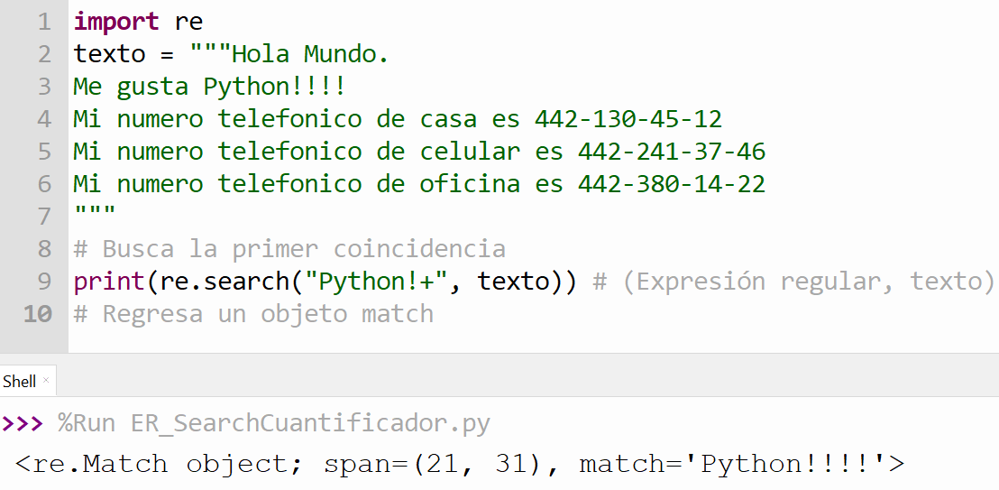 1 import re
2 texto = """Hola Mundo.
3 Me gusta Python!!!!
4 Mi numero telefonico de casa es 442-130-45-12
5 Mi numero telefonico de celular es 442-241-37-46
6 Mi numero telefonico de oficina es 442-380-14-22
7 """
8 # Busca la primer coincidencia
9 print(re.search("Python!+", texto)) # (Expresión regular, texto)
10 # Regresa un objeto match
Shell ×
>>> %Run ER_SearchCuantificador.py
<re.Match object; span=(21, 31), match='Python!!!!'>